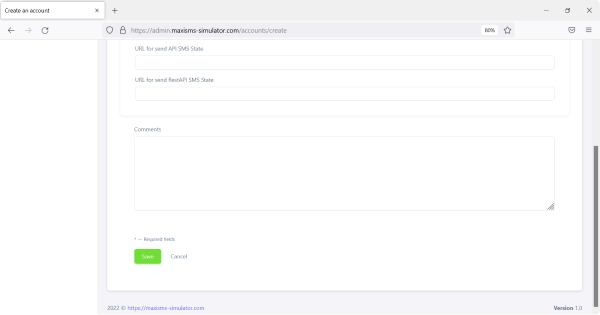 Create an account
https://admin.maxisms-simulator.com/accounts/create
80%
URL for send API SMS State
URL for send RestAPI SMS State
Comments
* — Required fields
Save
Cancel
2022 © https://maxisms-simulator.com
Version 1.0